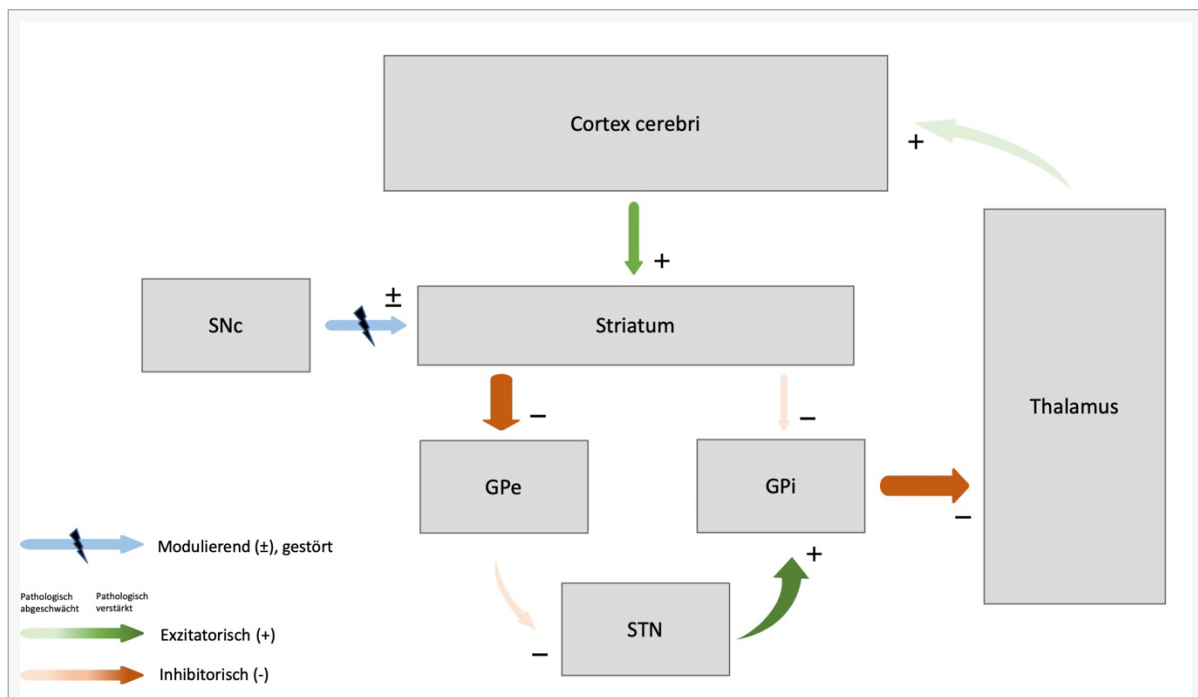 Cortex cerebri
+
+
SNc
±
Striatum
Thalamus
−
−
GPe
GPi
−
+
STN
−
Modulierend (±), gestört
Pathologisch abgeschwächt
Pathologisch verstärkt
Exzitatorisch (+)
Inhibitorisch (-)